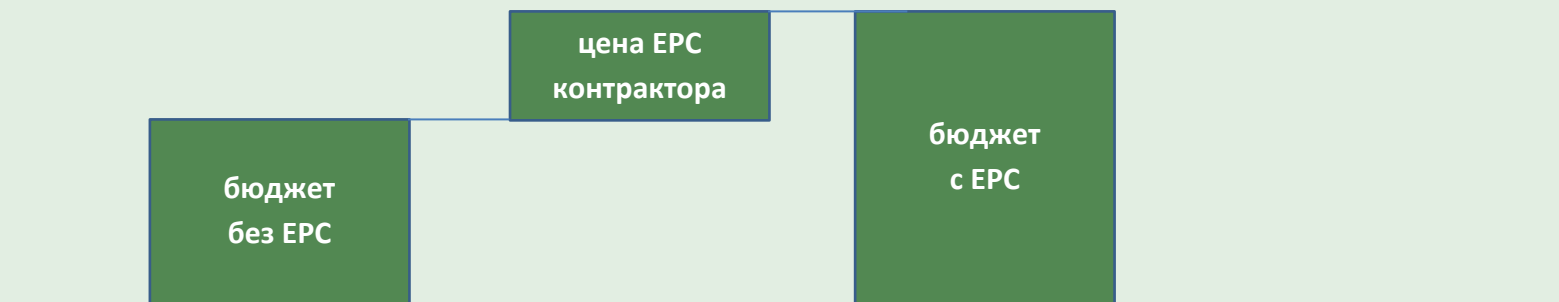 цена EPC
контрактора
бюджет
с EPC
бюджет
без EPC